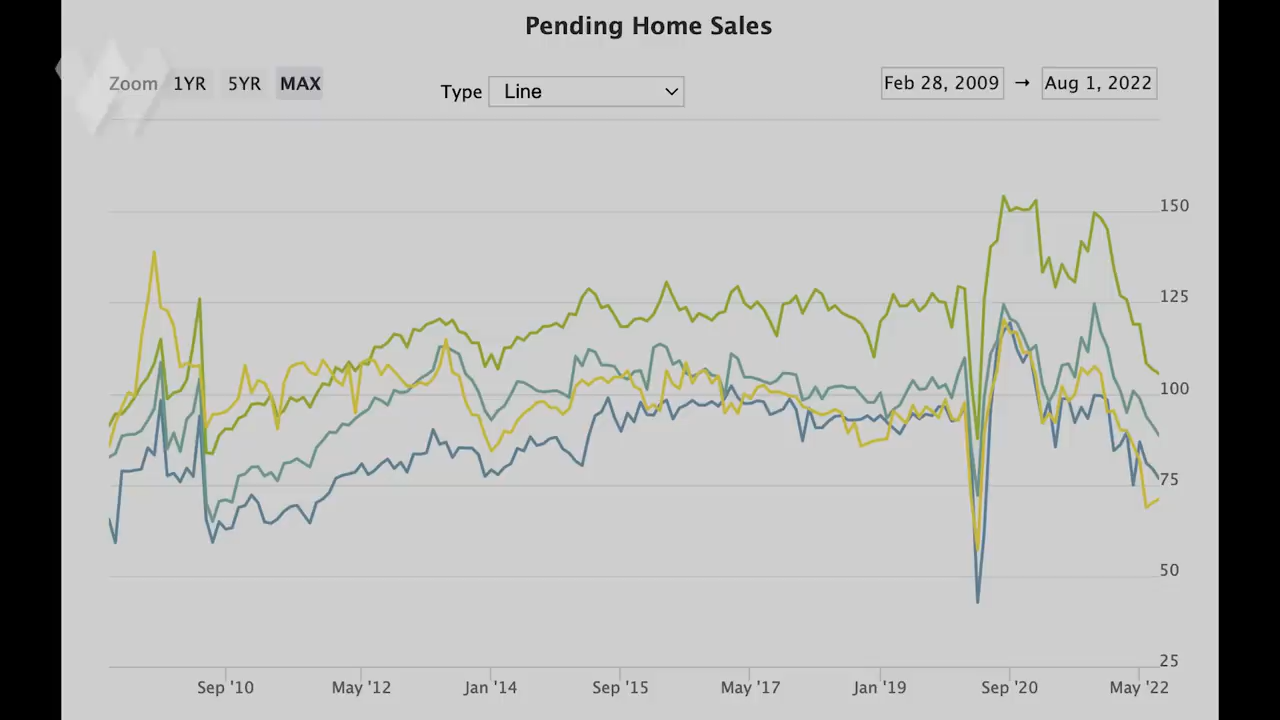 Pending Home Sales
Zoom 1YR 5YR MAX Type Line Feb 28, 2009 → Aug 1, 2022
150
125
100
75
50
25
Sep '10 May '12 Jan '14 Sep '15 May '17 Jan '19 Sep '20 May '22